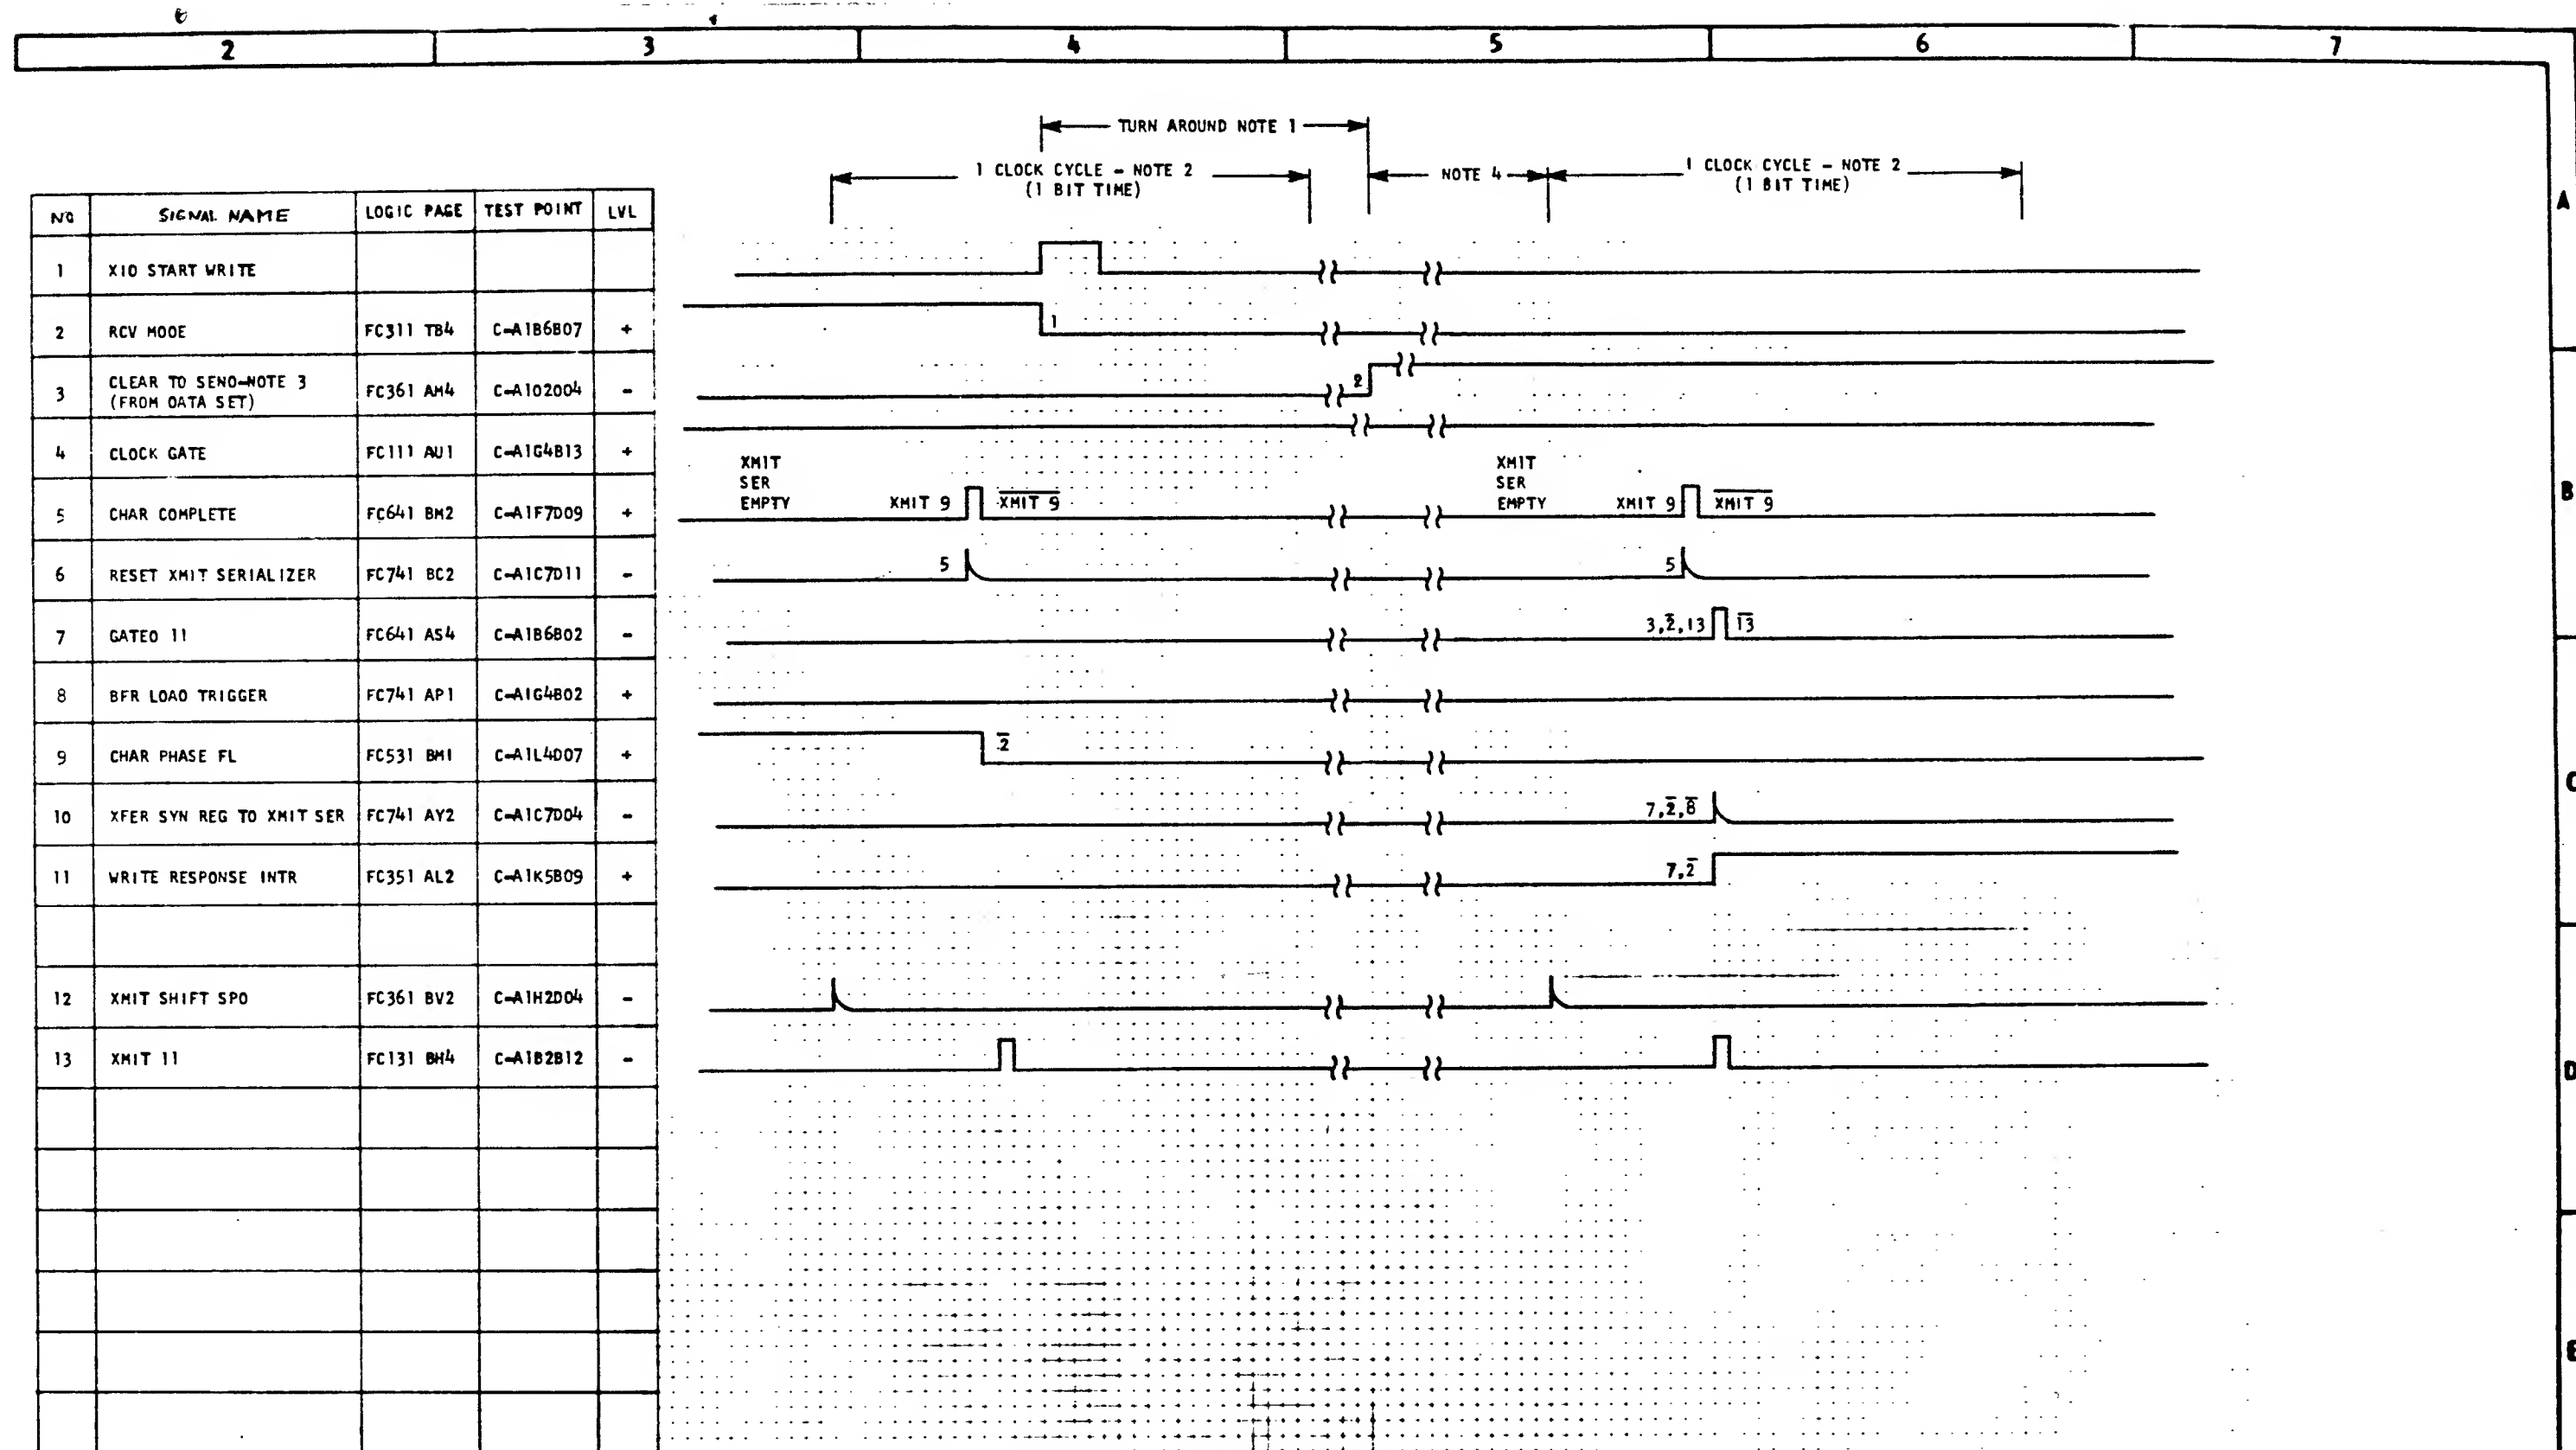 2 3 4 5 6 7
TURN AROUND NOTE 1
1 CLOCK CYCLE - NOTE 2
(1 BIT TIME)
NOTE 4
1 CLOCK CYCLE - NOTE 2
(1 BIT TIME)
A
B
C
D
E
NO SIGNAL NAME LOGIC PAGE TEST POINT LVL
1 XIO START WRITE
2 RCV MODE FC311 TB4 C-A1B6B07 +
1
3 CLEAR TO SEND-NOTE 3
(FROM DATA SET) FC361 AM4 C-A1D2D04 -
2
4 CLOCK GATE FC111 AU1 C-A1G4B13 +
XMIT
SER
EMPTY
XMIT 9 X̅M̅I̅T̅ ̅9̅
XMIT
SER
EMPTY
XMIT 9 X̅M̅I̅T̅ ̅9̅
5 CHAR COMPLETE FC641 BM2 C-A1F7D09 +
6 RESET XMIT SERIALIZER FC741 BC2 C-A1C7D11 -
5 5
7 GATED 11 FC641 AS4 C-A1B6B02 -
3,2̅,13 1̅3̅
8 BFR LOAD TRIGGER FC741 AP1 C-A1G4B02 +
9 CHAR PHASE FL FC531 BM1 C-A1L4D07 +
2̅
10 XFER SYN REG TO XMIT SER FC741 AY2 C-A1C7D04 -
7,2̅,8̅
11 WRITE RESPONSE INTR FC351 AL2 C-A1K5B09 +
7,2̅
12 XMIT SHIFT SPD FC361 BV2 C-A1H2D04 -
13 XMIT 11 FC131 BH4 C-A1B2B12 -